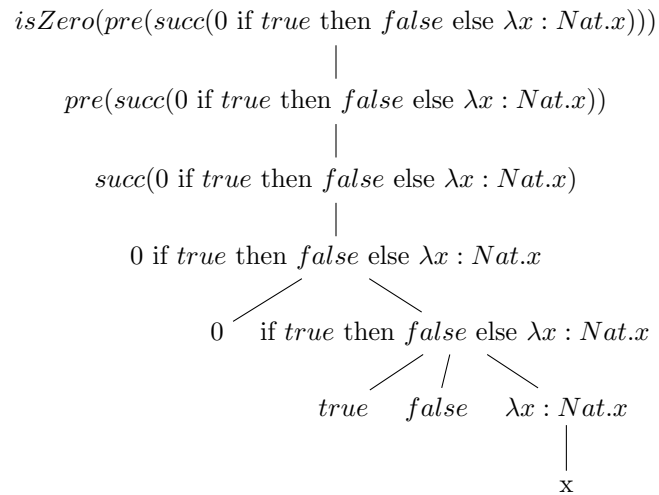 isZero(pre(succ(0 if true then false else λx : Nat.x)))
pre(succ(0 if true then false else λx : Nat.x))
succ(0 if true then false else λx : Nat.x)
0 if true then false else λx : Nat.x
0 if true then false else λx : Nat.x
true false λx : Nat.x
x